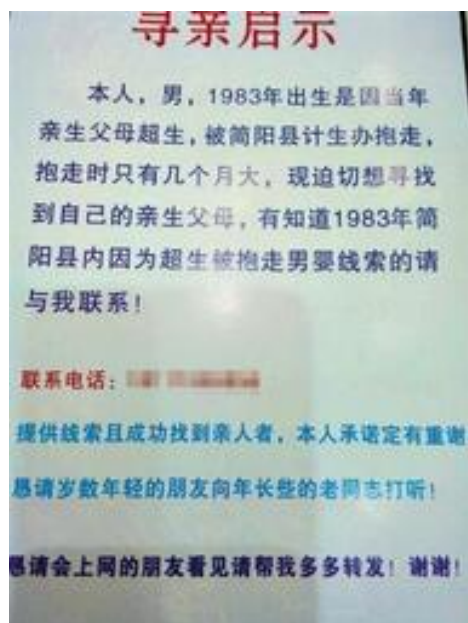 寻亲启示
本人，男，1983年出生是因当年
亲生父母超生，被简阳县计生办抱走，
抱走时只有几个月大，现迫切想寻找
到自己的亲生父母，有知道1983年简
阳县内因为超生被抱走男婴线索的请
与我联系！
联系电话：
提供线索且成功找到亲人者，本人承诺定有重谢
恳请岁数年轻的朋友向年长些的老同志打听！
恳请会上网的朋友看见请帮我多多转发！谢谢！